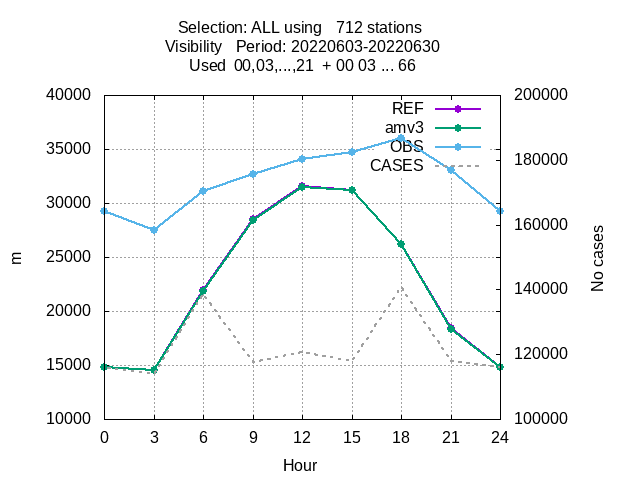 Selection: ALL using   712 stations
Visibility   Period: 20220603-20220630
Used  00,03,...,21  + 00 03 ... 66
40000
35000
30000
25000
20000
15000
10000
200000
180000
160000
140000
120000
100000
REF
amv3
OBS
CASES
m
No cases
0 3 6 9 12 15 18 21 24
Hour